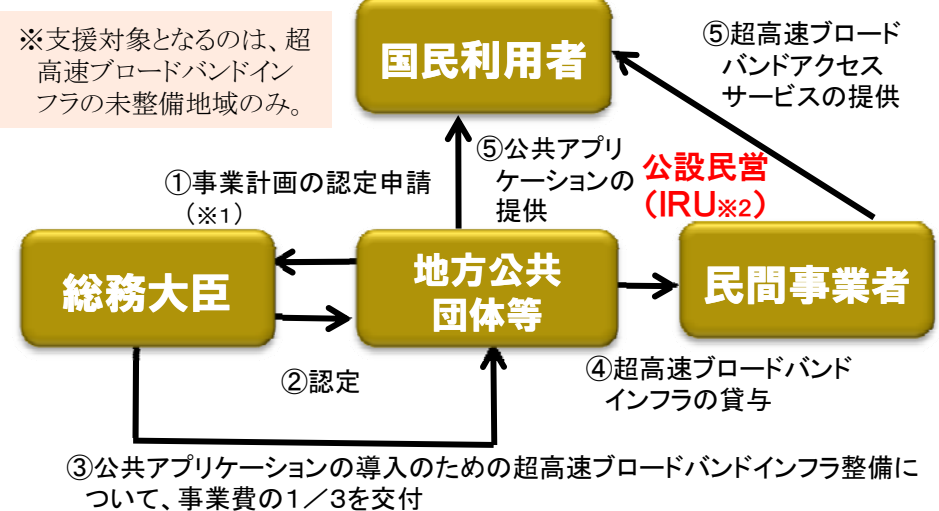 ※支援対象となるのは、超
高速ブロードバンドイン
フラの未整備地域のみ。
国民利用者
⑤超高速ブロード
バンドアクセス
サービスの提供
⑤公共アプリ
ケーションの
提供
公設民営
（IRU※2）
①事業計画の認定申請
（※1）
総務大臣
地方公共
団体等
民間事業者
②認定
④超高速ブロードバンド
インフラの貸与
③公共アプリケーションの導入のための超高速ブロードバンドインフラ整備に
ついて、事業費の１／３を交付